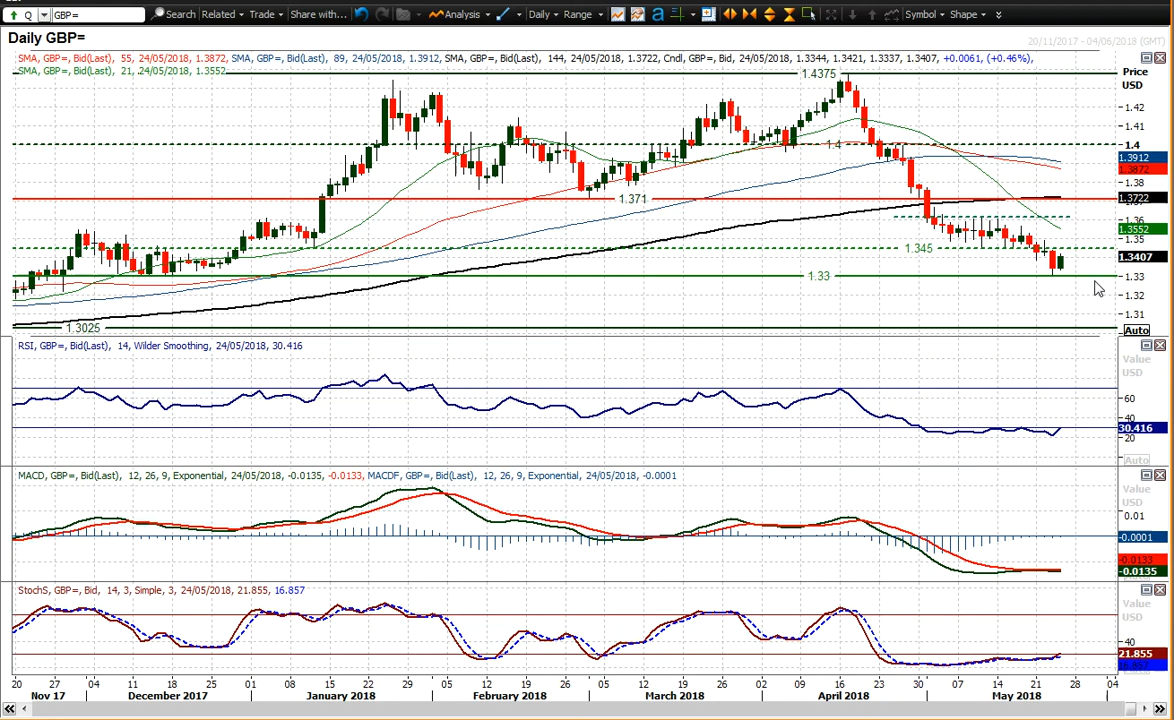 Q GBP= Search Related Trade Share with... Analysis a Daily Range Symbol Shape
Daily GBP=
20/11/2017 - 04/06/2018 (GMT)
SMA, GBP=, Bid(Last), 55, 24/05/2018, 1.3872, SMA, GBP=, Bid(Last), 89, 24/05/2018, 1.3912, SMA, GBP=, Bid(Last), 144, 24/05/2018, 1.3722, Cndl, GBP=, Bid, 24/05/2018, 1.3344, 1.3421, 1.3337, 1.3407, +0.0061, (+0.46%),
SMA, GBP=, Bid(Last), 21, 24/05/2018, 1.3552
1.4375
Price
USD
1.42
1.41
1.4
1.4
1.3912
1.3872
1.38
1.371
1.3722
1.36
1.3552
1.35
1.345
1.3407
1.33
1.33
1.32
1.31
1.3025
Auto
RSI, GBP=, Bid(Last), 14, Wilder Smoothing, 24/05/2018, 30.416
Value
USD
60
40
30.416
20
Auto
MACD, GBP=, Bid(Last), 12, 26, 9, Exponential, 24/05/2018, -0.0135, -0.0133, MACDF, GBP=, Bid(Last), 12, 26, 9, Exponential, 24/05/2018, -0.0001
Value
USD
0.01
-0.0001
-0.0133
-0.0135
StochS, GBP=, Bid, 14, 3, Simple, 3, 24/05/2018, 21.855, 16.857
Value
USD
40
21.855
20 27 04 11 18 25 01 08 15 22 29 05 12 19 26 05 12 19 26 02 09 16 23 30 07 14 21 28 04
Nov 17 December 2017 January 2018 February 2018 March 2018 April 2018 May 2018